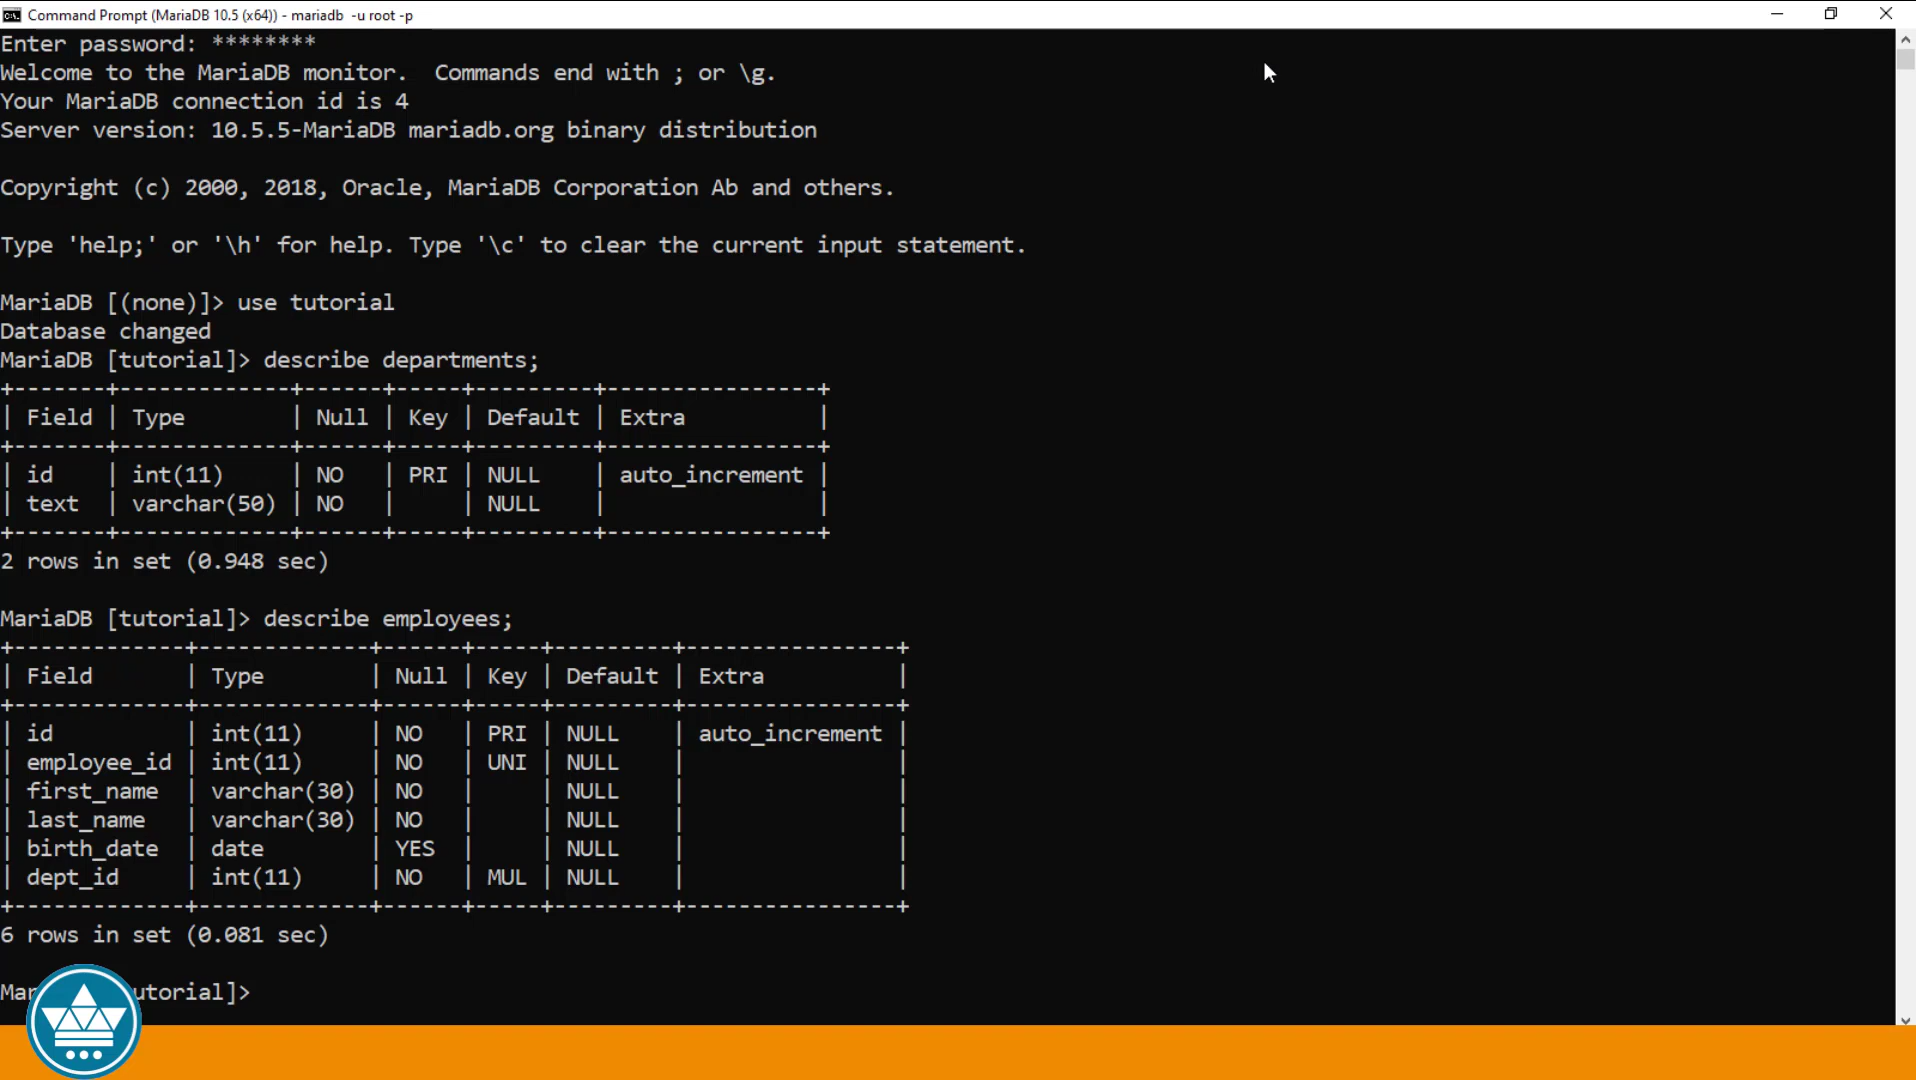 Command Prompt (MariaDB 10.5 (x64)) - mariadb  -u root -p
Enter password: ********
Welcome to the MariaDB monitor.  Commands end with ; or \g.
Your MariaDB connection id is 4
Server version: 10.5.5-MariaDB mariadb.org binary distribution
Copyright (c) 2000, 2018, Oracle, MariaDB Corporation Ab and others.
Type 'help;' or '\h' for help. Type '\c' to clear the current input statement.
MariaDB [(none)]> use tutorial
Database changed
MariaDB [tutorial]> describe departments;
+-------+-------------+------+-----+---------+----------------+
| Field | Type        | Null | Key | Default | Extra          |
+-------+-------------+------+-----+---------+----------------+
| id    | int(11)     | NO   | PRI | NULL    | auto_increment |
| text  | varchar(50) | NO   |     | NULL    |                |
+-------+-------------+------+-----+---------+----------------+
2 rows in set (0.948 sec)
MariaDB [tutorial]> describe employees;
+-------------+-------------+------+-----+---------+----------------+
| Field       | Type        | Null | Key | Default | Extra          |
+-------------+-------------+------+-----+---------+----------------+
| id          | int(11)     | NO   | PRI | NULL    | auto_increment |
| employee_id | int(11)     | NO   | UNI | NULL    |                |
| first_name  | varchar(30) | NO   |     | NULL    |                |
| last_name   | varchar(30) | NO   |     | NULL    |                |
| birth_date  | date        | YES  |     | NULL    |                |
| dept_id     | int(11)     | NO   | MUL | NULL    |                |
+-------------+-------------+------+-----+---------+----------------+
6 rows in set (0.081 sec)
Mar utorial]>